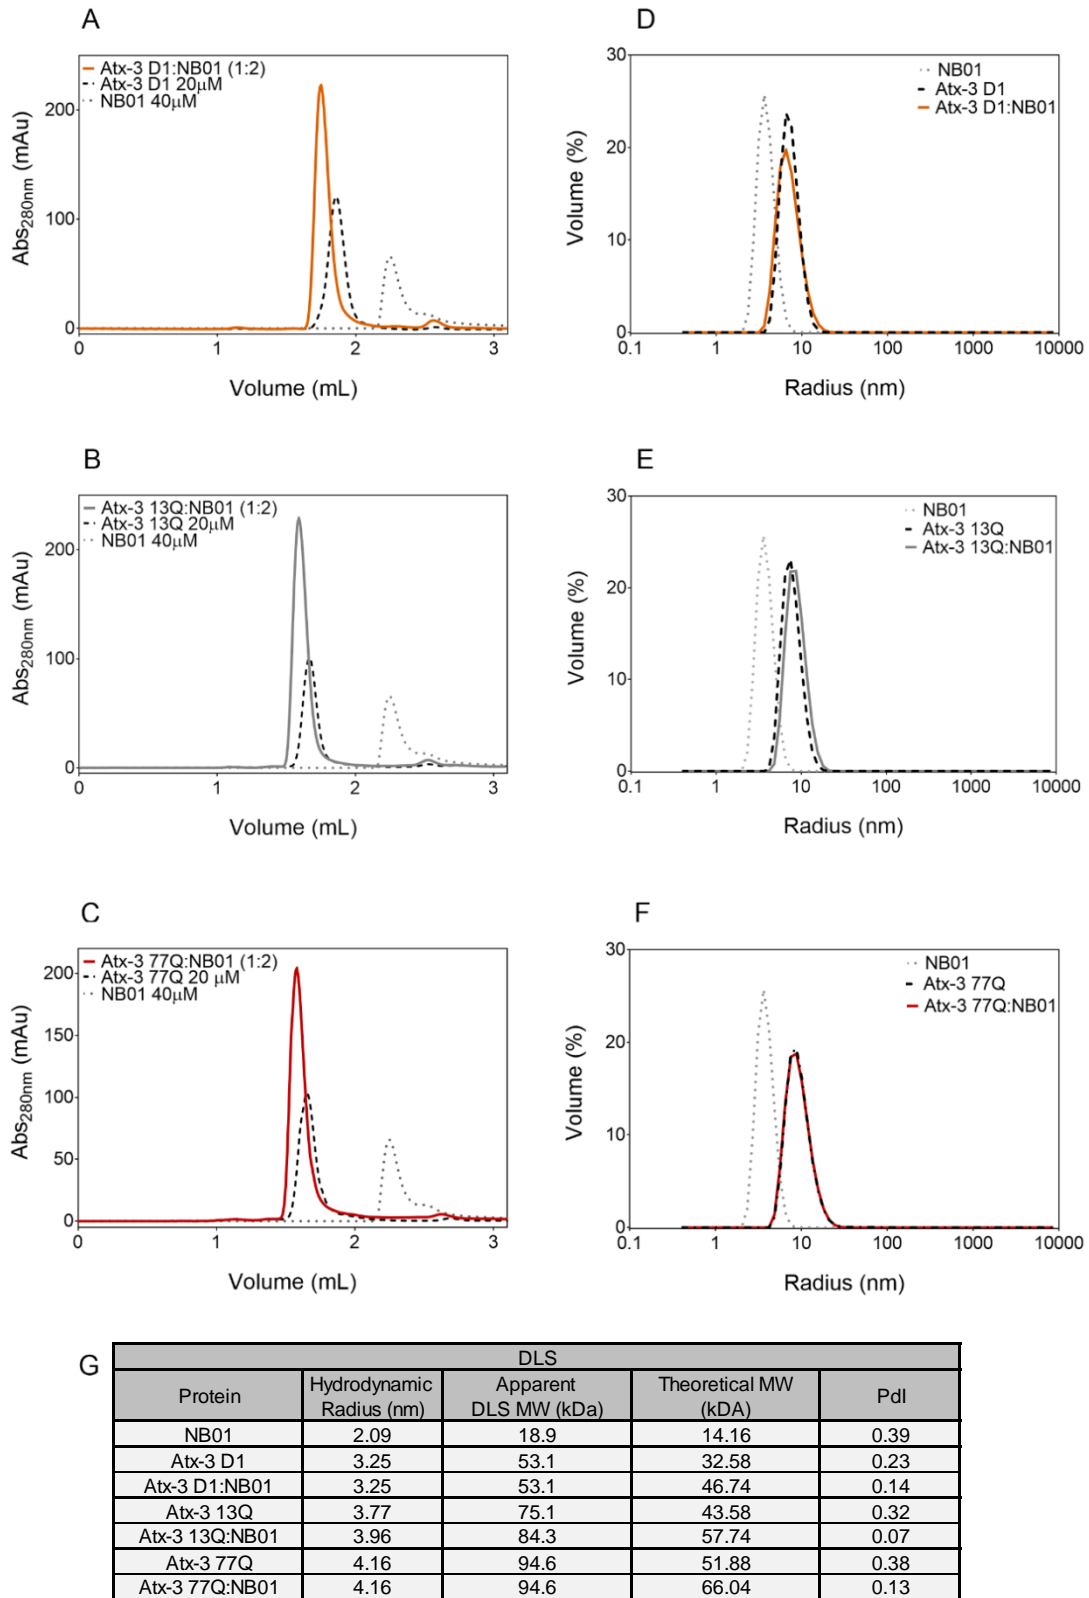 A
Atx-3 D1:NB01 (1:2)
Atx-3 D1 20μM
NB01 40μM
200
100
0
Abs280nm (mAu)
0 1 2 3
Volume (mL)
D
NB01
Atx-3 D1
Atx-3 D1:NB01
30
20
10
0
Volume (%)
0.1 1 10 100 1000 10000
Radius (nm)
B
Atx-3 13Q:NB01 (1:2)
Atx-3 13Q 20μM
NB01 40μM
200
100
0
Abs280nm (mAu)
0 1 2 3
Volume (mL)
E
NB01
Atx-3 13Q
Atx-3 13Q:NB01
30
20
10
0
Volume (%)
0.1 1 10 100 1000 10000
Radius (nm)
C
Atx-3 77Q:NB01 (1:2)
Atx-3 77Q 20 μM
NB01 40μM
200
150
100
50
0
Abs280nm (mAu)
0 1 2 3
Volume (mL)
F
NB01
Atx-3 77Q
Atx-3 77Q:NB01
30
20
10
0
Volume (%)
0.1 1 10 100 1000 10000
Radius (nm)
G
DLS
Protein Hydrodynamic Radius (nm) Apparent DLS MW (kDa) Theoretical MW (kDA) PdI
NB01 2.09 18.9 14.16 0.39
Atx-3 D1 3.25 53.1 32.58 0.23
Atx-3 D1:NB01 3.25 53.1 46.74 0.14
Atx-3 13Q 3.77 75.1 43.58 0.32
Atx-3 13Q:NB01 3.96 84.3 57.74 0.07
Atx-3 77Q 4.16 94.6 51.88 0.38
Atx-3 77Q:NB01 4.16 94.6 66.04 0.13